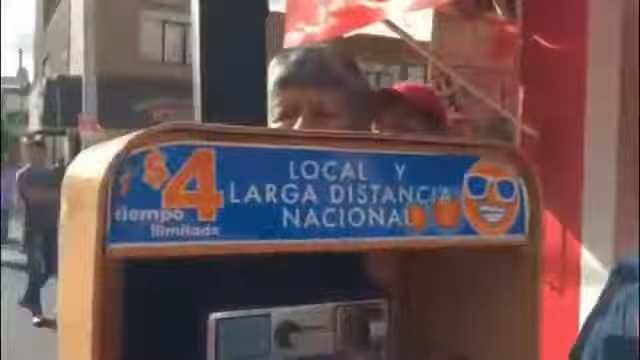 $4
tiempo
Ilimitado
LOCAL Y
LARGA DISTANCIA
NACIONAL